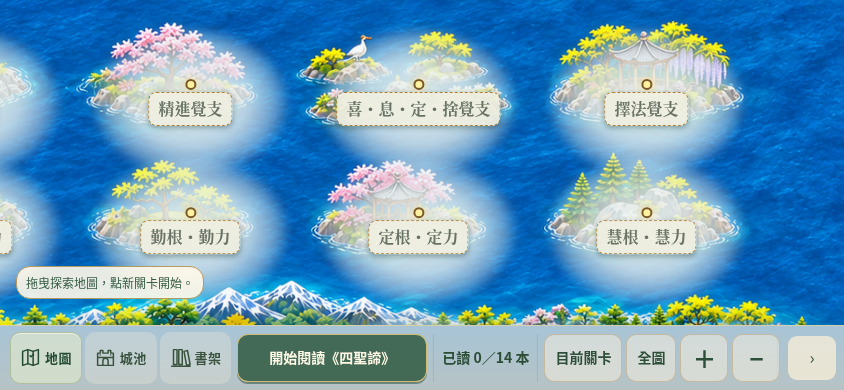 精進覺支
喜・息・定・捨覺支
擇法覺支
勤根・勤力
定根・定力
慧根・慧力
拖曳探索地圖，點新關卡開始。
地圖
城池
書架
開始閱讀《四聖諦》
已讀 0／14 本
目前關卡
全圖
＋
−
›